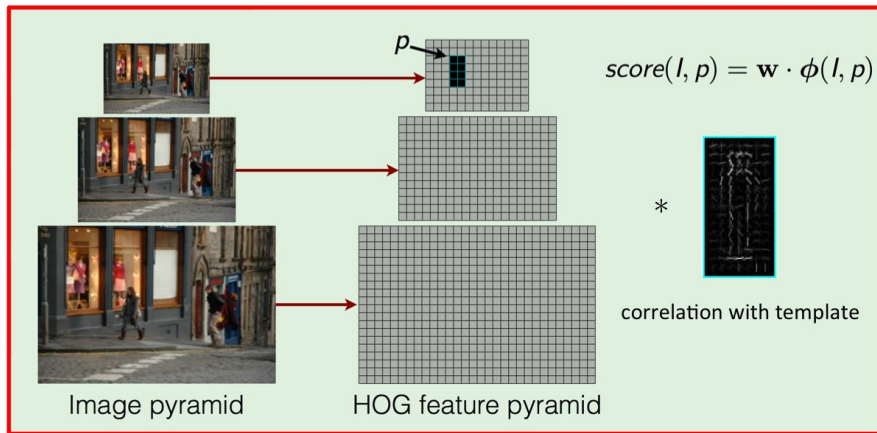 p
score(I, p) = w · ϕ(I, p)
*
correlation with template
Image pyramid
HOG feature pyramid